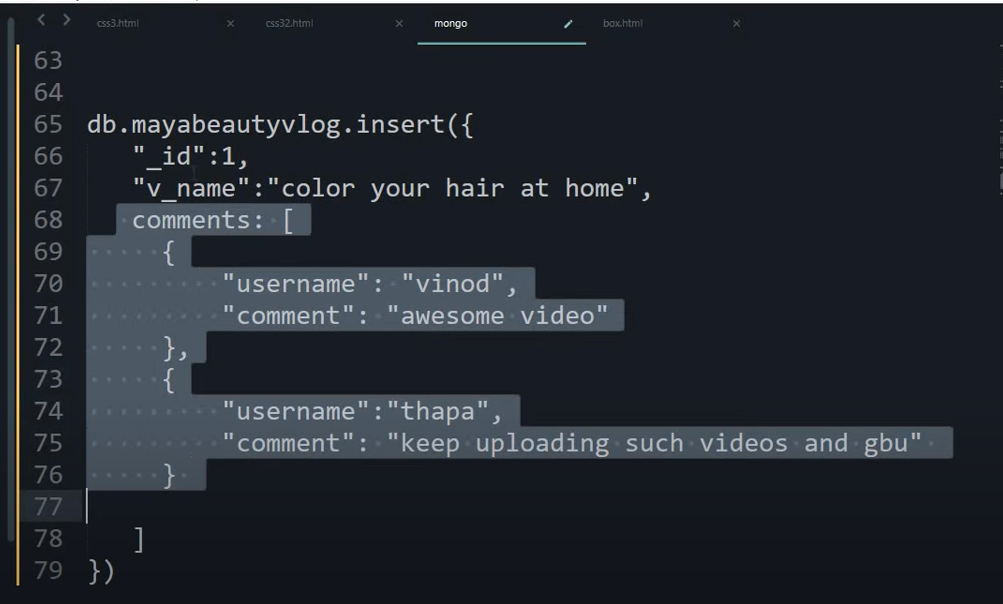 css3.html × css32.html × mongo box.html ×
63
64
65 db.mayabeautyvlog.insert({
66 "_id":1,
67 "v_name":"color your hair at home",
68 comments: [
69 {
70 "username": "vinod",
71 "comment": "awesome video"
72 },
73 {
74 "username":"thapa",
75 "comment": "keep uploading such videos and gbu"
76 }
77
78 ]
79 })